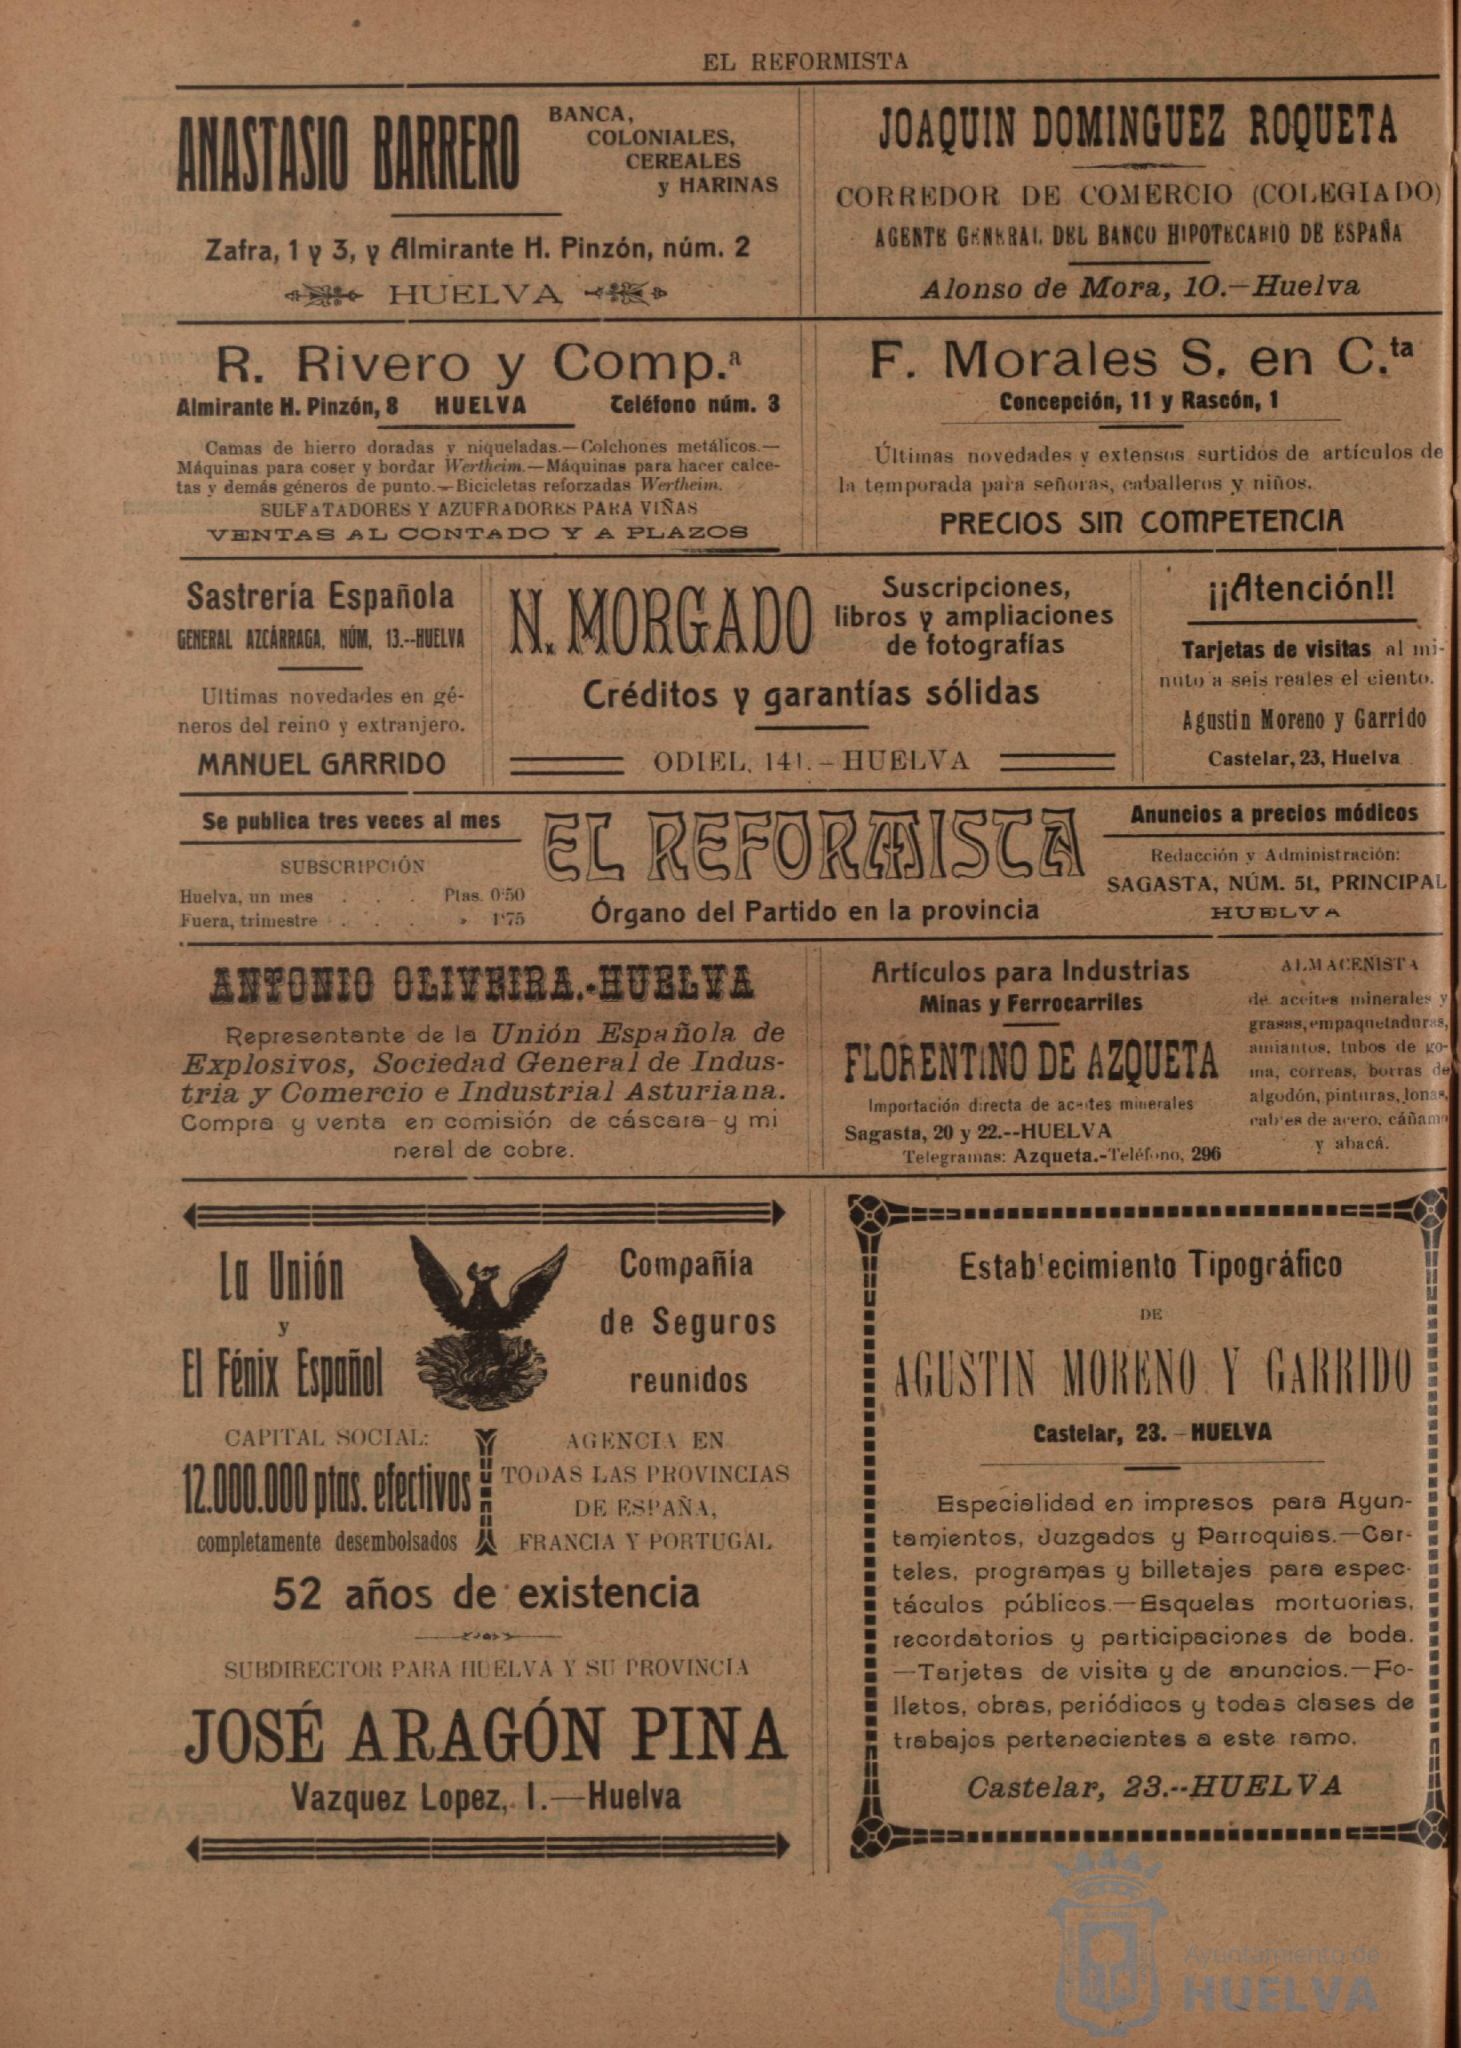 EL REFORMISTA
ANASTASIO BARRERO
BANCA,
COLONIALES,
CEREALES
y HARINAS
Zafra, 1 y 3, y Almirante H. Pinzón, núm. 2
HUELVA
JOAQUIN DOMINGUEZ ROQUETA
CORREDOR DE COMERCIO (COLEGIADO)
AGENTE GENERAL DEL BANCO HIPOTECARIO DE ESPAÑA
Alonso de Mora, 10.—Huelva
R. Rivero y Comp.ª
Almirante H. Pinzón, 8 HUELVA Teléfono núm. 3
Camas de hierro doradas y niqueladas.—Colchones metálicos.—
Máquinas para coser y bordar Wertheim.—Máquinas para hacer calce-
tas y demás géneros de punto.—Bicicletas reforzadas Wertheim.
SULFATADORES Y AZUFRADORES PARA VIÑAS
VENTAS AL CONTADO Y A PLAZOS
F. Morales S. en C.ta
Concepción, 11 y Rascón, 1
Últimas novedades y extensos surtidos de artículos de
la temporada para señoras, caballeros y niños.
PRECIOS SIN COMPETENCIA
Sastrería Española
GENERAL AZCÁRRAGA, NÚM, 13.--HUELVA
Ultimas novedades en gé-
neros del reino y extranjero.
MANUEL GARRIDO
N. MORGADO
Suscripciones,
libros y ampliaciones
de fotografías
Créditos y garantías sólidas
ODIEL, 141.—HUELVA
¡¡Atención!!
Tarjetas de visitas al mi-
nuto a seis reales el ciento.
Agustin Moreno y Garrido
Castelar, 23, Huelva
Se publica tres veces al mes
SUBSCRIPCIÓN
Huelva, un mes . . . Ptas. 0'50
Fuera, trimestre . . . » 1'75
EL REFORMISTA
Órgano del Partido en la provincia
Anuncios a precios módicos
Redacción y Administración:
SAGASTA, NÚM. 51, PRINCIPAL
HUELVA
ANTONIO OLIVEIRA.-HUELVA
Representante de la Unión Española de
Explosivos, Sociedad General de Indus-
tria y Comercio e Industrial Asturiana.
Compra y venta en comisión de cáscara y mi
neral de cobre.
Artículos para Industrias
Minas y Ferrocarriles
FLORENTINO DE AZQUETA
Importación directa de aceites minerales
Sagasta, 20 y 22.--HUELVA
Telegramas: Azqueta.-Teléfono, 296
ALMACENISTA
de aceites minerales y
grasas, empaquetaduras,
amiantos, tubos de go-
ma, correas, borras de
algodón, pinturas, lonas,
cables de acero, cáñamo
y abacá.
La Unión
y
El Fénix Español
Compañía
de Seguros
reunidos
CAPITAL SOCIAL:
12.000.000 ptas. efectivos
completamente desembolsados
AGENCIA EN
TODAS LAS PROVINCIAS
DE ESPAÑA,
FRANCIA Y PORTUGAL
52 años de existencia
SUBDIRECTOR PARA HUELVA Y SU PROVINCIA
JOSÉ ARAGÓN PINA
Vazquez Lopez, 1.—Huelva
Establecimiento Tipográfico
DE
AGUSTIN MORENO Y GARRIDO
Castelar, 23.—HUELVA
Especialidad en impresos para Ayun-
tamientos, Juzgados y Parroquias.—Car-
teles, programas y billetajes para espec-
táculos públicos.—Esquelas mortuorias,
recordatorios y participaciones de boda.
—Tarjetas de visita y de anuncios.—Fo-
lletos, obras, periódicos y todas clases de
trabajos pertenecientes a este ramo.
Castelar, 23.--HUELVA
Ayuntamiento de
HUELVA